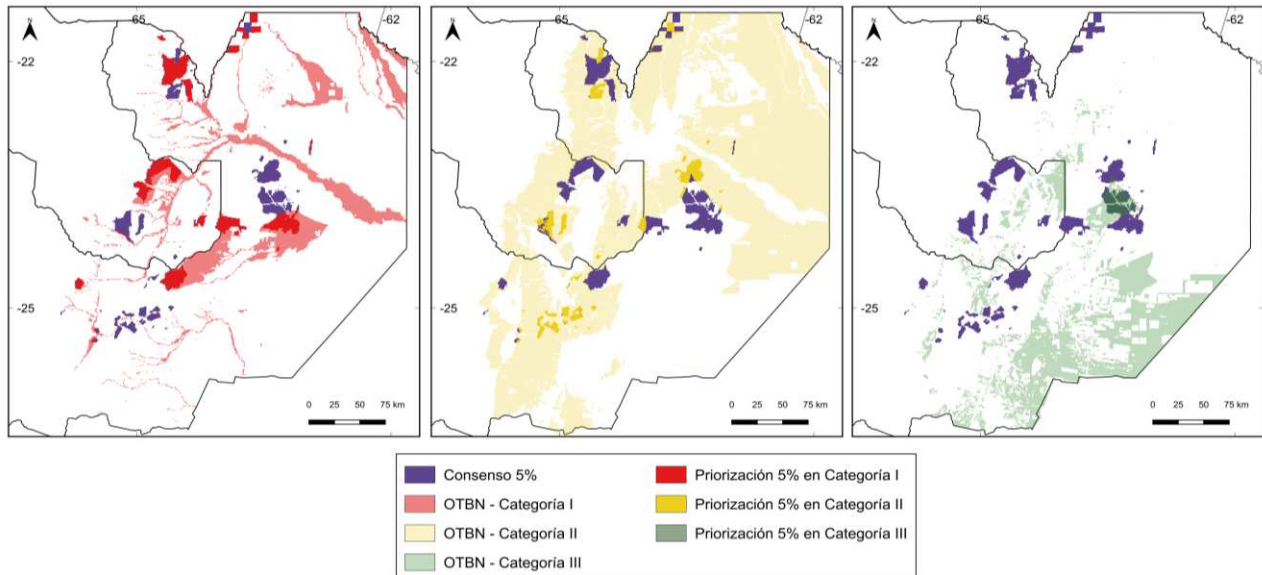 N
65
62
-22
-25
0 25 50 75 km
N
65
62
-22
-25
0 25 50 75 km
N
65
62
-22
-25
0 25 50 75 km
Consenso 5%
OTBN - Categoría I
OTBN - Categoría II
OTBN - Categoría III
Priorización 5% en Categoría I
Priorización 5% en Categoría II
Priorización 5% en Categoría III